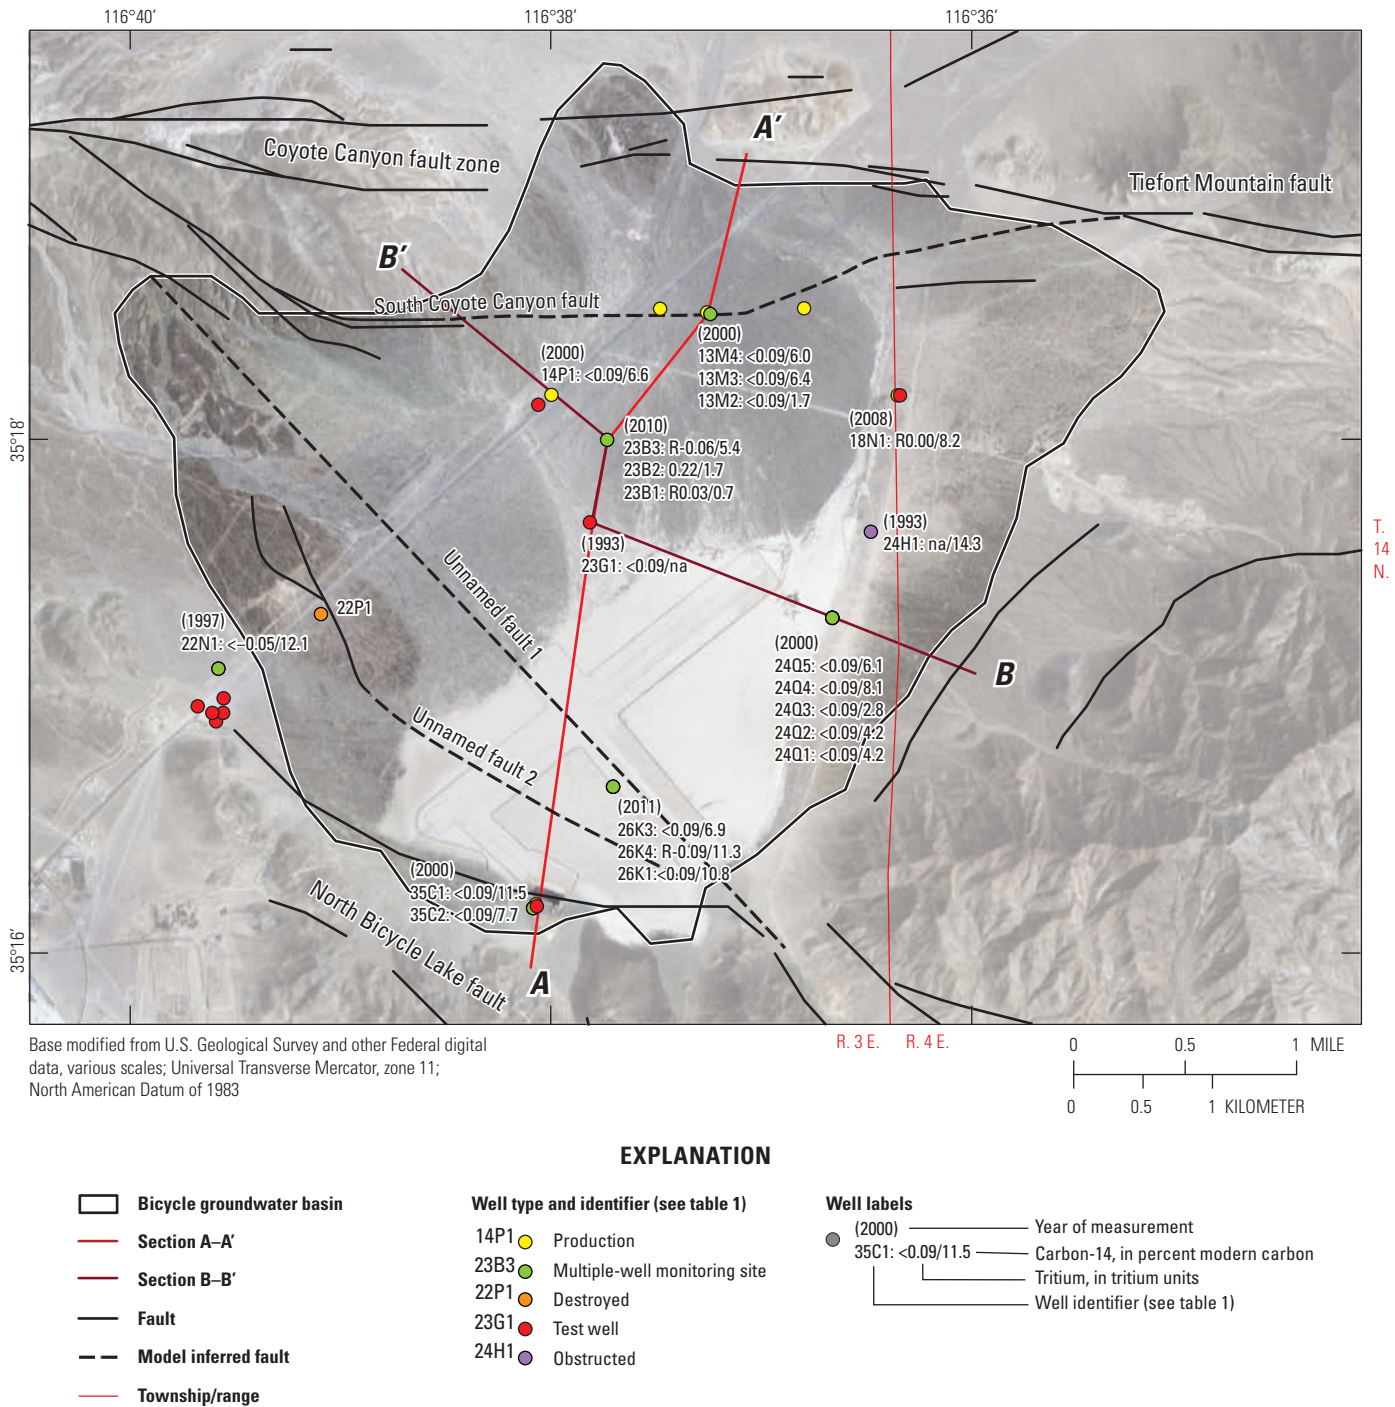 116°40′
116°38′
116°36′
A′
Coyote Canyon fault zone
Tiefort Mountain fault
B′
South Coyote Canyon fault
(2000)
13M4: <0.09/6.0
13M3: <0.09/6.4
13M2: <0.09/1.7
(2000)
14P1: <0.09/6.6
35°18′
(2010)
23B3: R-0.06/5.4
23B2: 0.22/1.7
23B1: R0.03/0.7
(2008)
18N1: R0.00/8.2
(1993)
24H1: na/14.3
T.
14
N.
(1993)
23G1: <0.09/na
Unnamed fault 1
22P1
(1997)
22N1: <−0.05/12.1
(2000)
24Q5: <0.09/6.1
24Q4: <0.09/8.1
24Q3: <0.09/2.8
24Q2: <0.09/4.2
24Q1: <0.09/4.2
B
Unnamed fault 2
(2011)
26K3: <0.09/6.9
26K4: R-0.09/11.3
26K1:<0.09/10.8
(2000)
35C1: <0.09/11.5
35C2: <0.09/7.7
North Bicycle Lake fault
35°16′
A
Base modified from U.S. Geological Survey and other Federal digital
data, various scales; Universal Transverse Mercator, zone 11;
North American Datum of 1983
R. 3 E.
R. 4 E.
0 0.5 1 MILE
0 0.5 1 KILOMETER
EXPLANATION
Bicycle groundwater basin
Section A–A′
Section B–B′
Fault
Model inferred fault
Township/range
Well type and identifier (see table 1)
14P1 Production
23B3 Multiple-well monitoring site
22P1 Destroyed
23G1 Test well
24H1 Obstructed
Well labels
(2000) Year of measurement
35C1: <0.09/11.5 Carbon-14, in percent modern carbon
Tritium, in tritium units
Well identifier (see table 1)